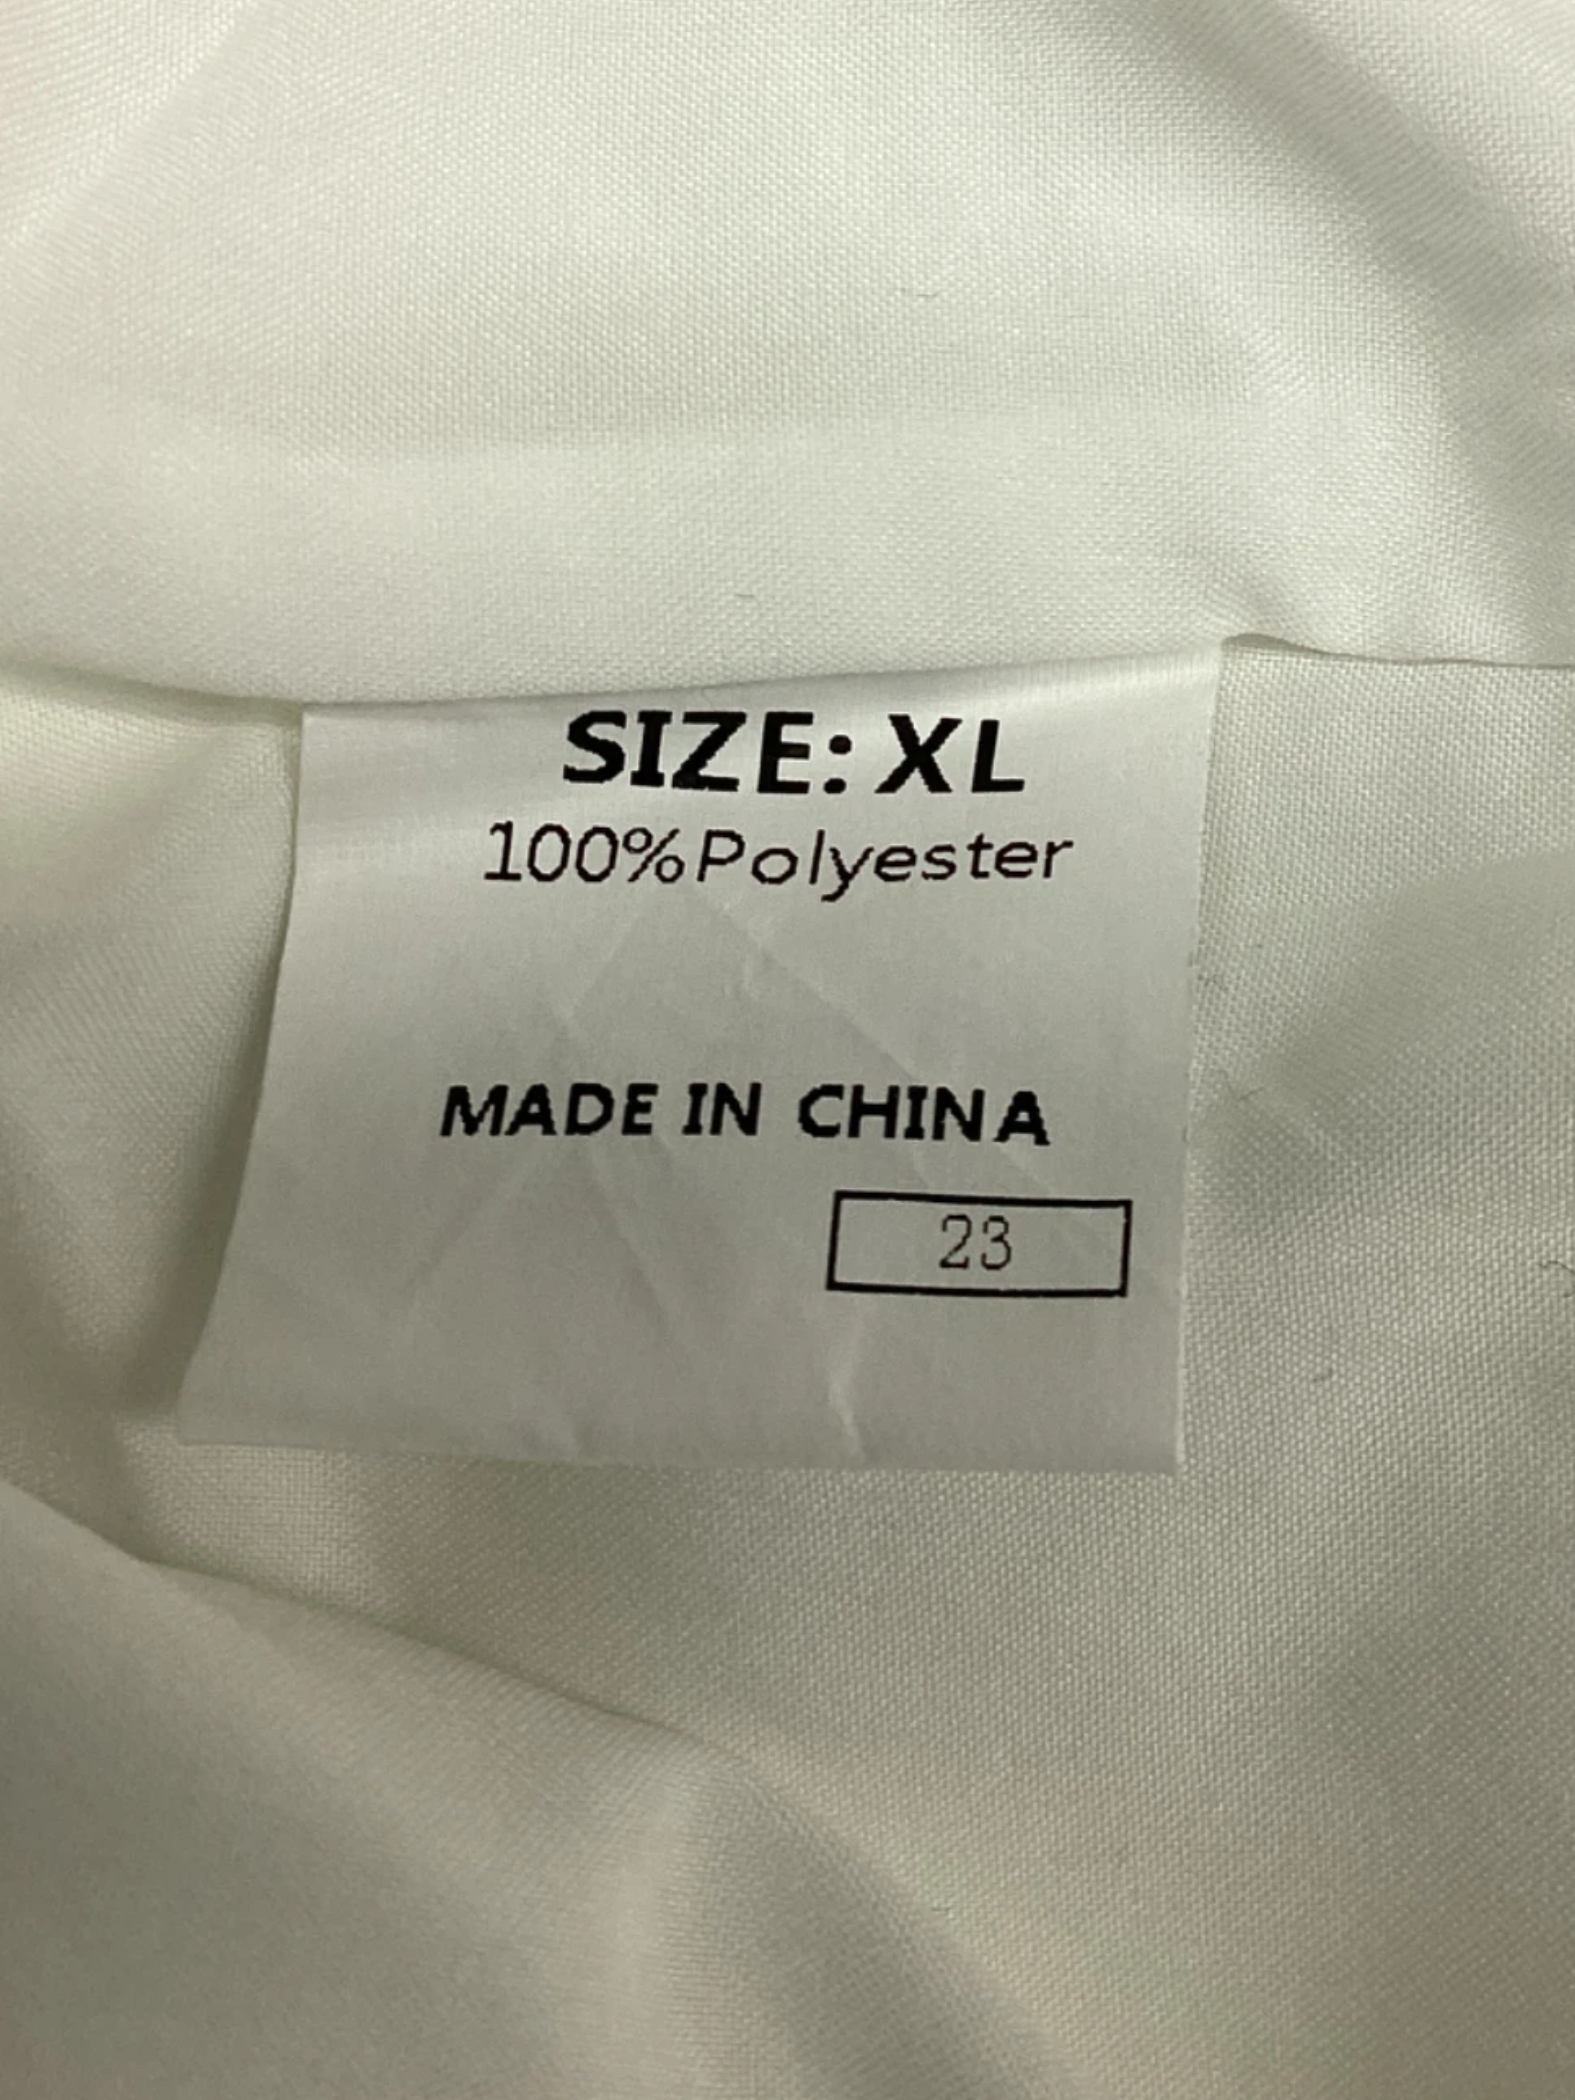 SIZE: XL
100%Polyester
MADE IN CHINA
23